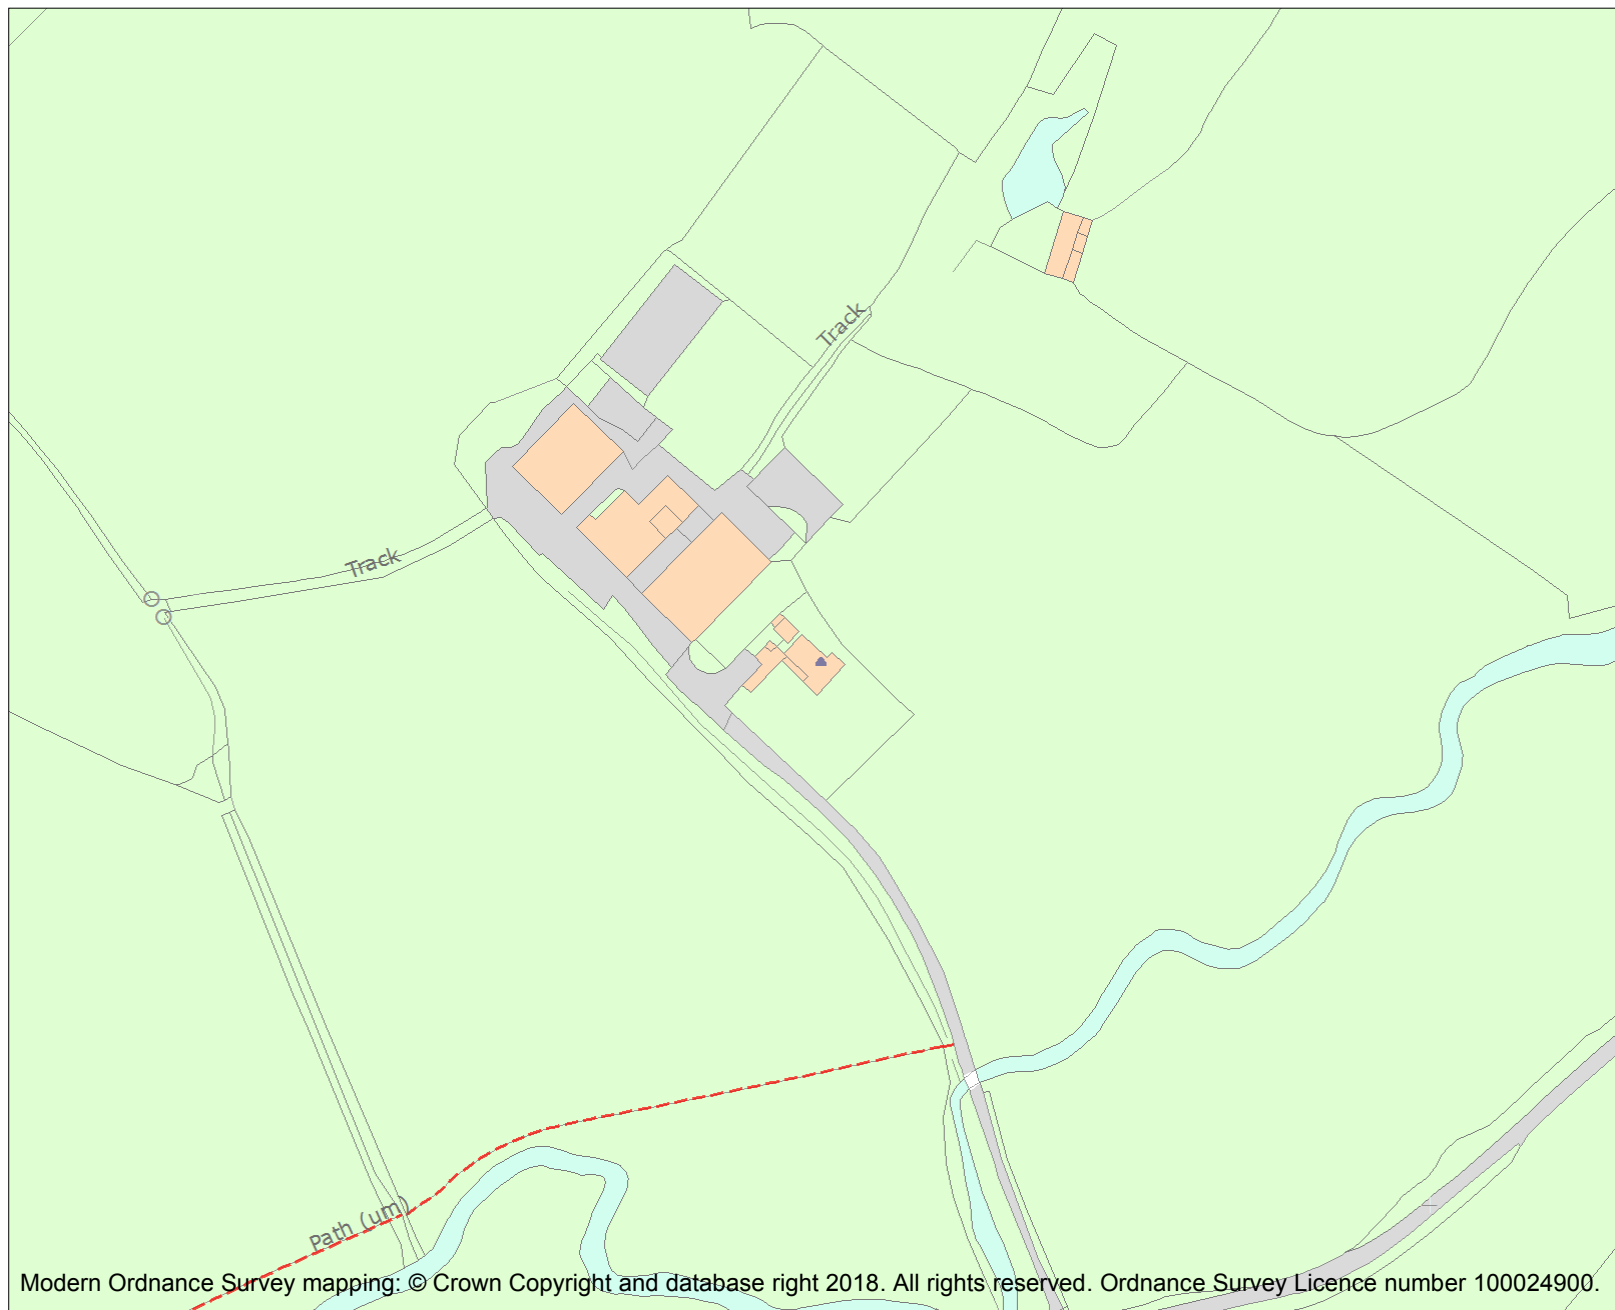 Track
Track
Path (um)
Modern Ordnance Survey mapping: © Crown Copyright and database right 2018. All rights reserved. Ordnance Survey Licence number 100024900.